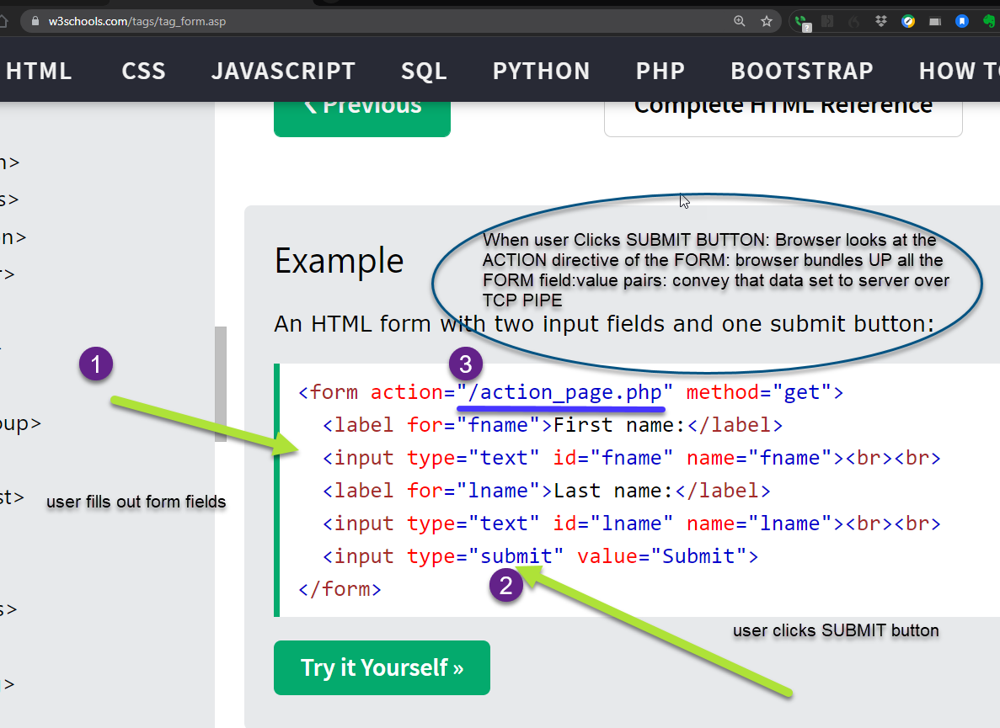 w3schools.com/tags/tag_form.asp
HTML CSS JAVASCRIPT SQL PYTHON PHP BOOTSTRAP HOW
Previous Complete HTML Reference
When user Clicks SUBMIT BUTTON: Browser looks at the
ACTION directive of the FORM: browser bundles UP all the
FORM field:value pairs: convey that data set to server over
TCP PIPE
Example
An HTML form with two input fields and one submit button:
1
3
<form action="/action_page.php" method="get">
<label for="fname">First name:</label>
<input type="text" id="fname" name="fname"><br><br>
<label for="lname">Last name:</label>
user fills out form fields
<input type="text" id="lname" name="lname"><br><br>
<input type="submit" value="Submit">
2
</form>
user clicks SUBMIT button
Try it Yourself »